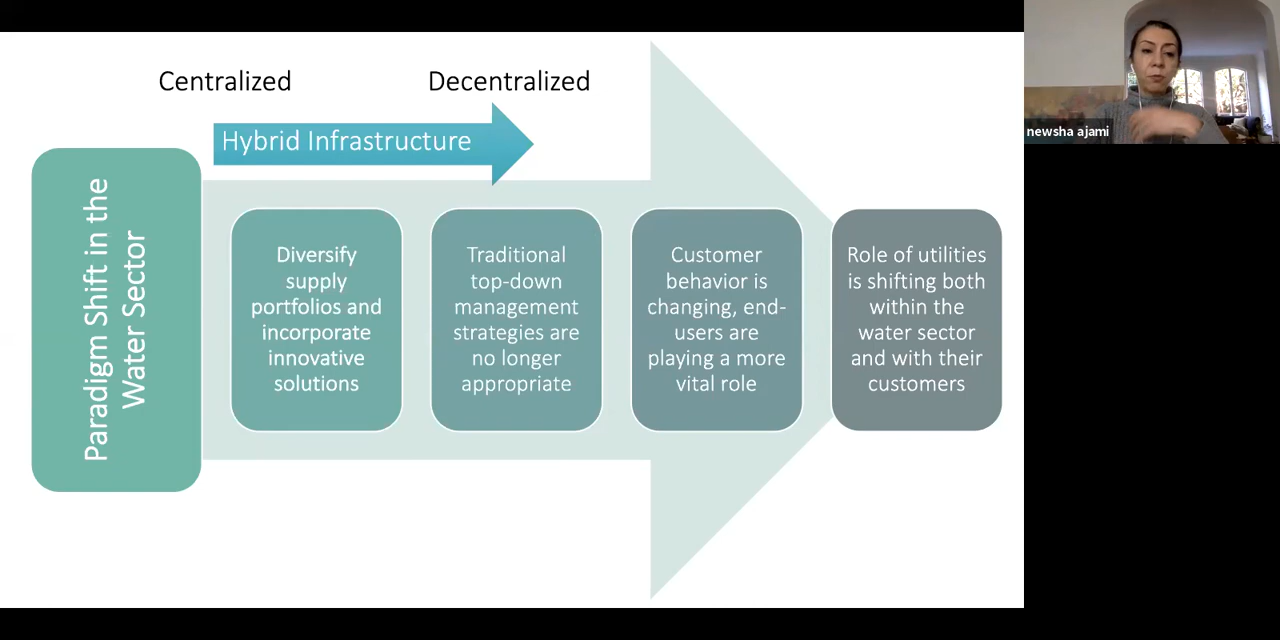 Centralized
Decentralized
Hybrid Infrastructure
Paradigm Shift in the
Water Sector
Diversify
supply
portfolios and
incorporate
innovative
solutions
Traditional
top-down
management
strategies are
no longer
appropriate
Customer
behavior is
changing, end-
users are
playing a more
vital role
Role of utilities
is shifting both
within the
water sector
and with their
customers
newsha ajami